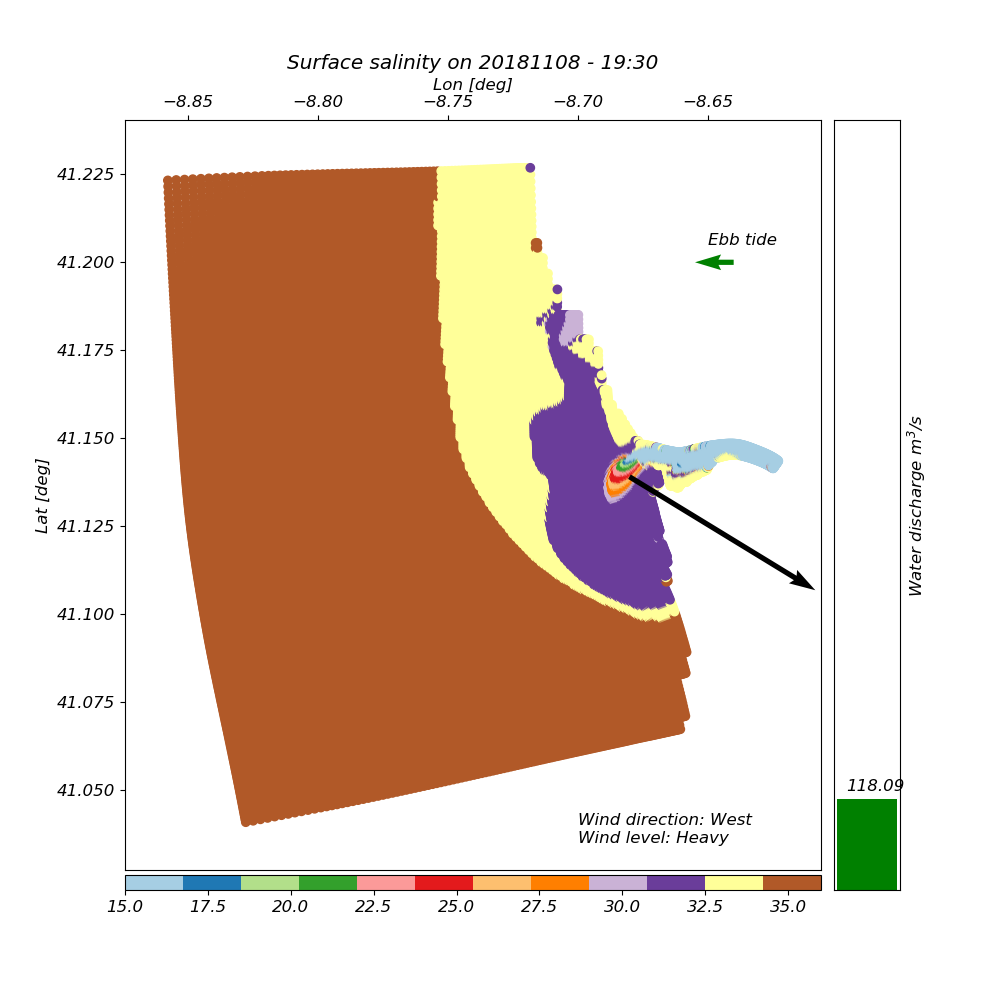 Surface salinity on 20181108 - 19:30
Lon [deg]
−8.85 −8.80 −8.75 −8.70 −8.65
41.225
41.200
41.175
41.150
41.125
41.100
41.075
41.050
Lat [deg]
Ebb tide
Wind direction: West
Wind level: Heavy
118.09
Water discharge m³/s
15.0 17.5 20.0 22.5 25.0 27.5 30.0 32.5 35.0